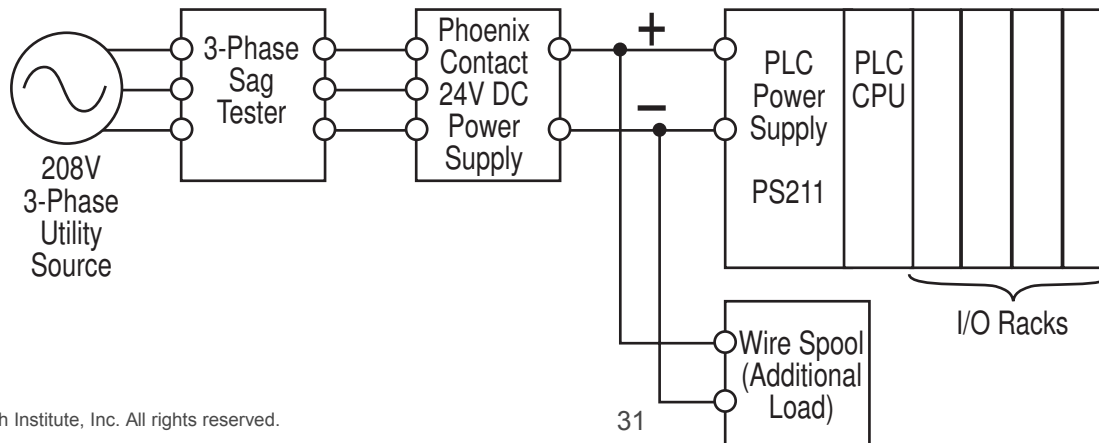 208V
3-Phase
Utility
Source
3-Phase
Sag
Tester
Phoenix
Contact
24V DC
Power
Supply
+
−
PLC
Power
Supply
PS211
PLC
CPU
I/O Racks
Wire Spool
(Additional
Load)
Institute, Inc. All rights reserved.
31